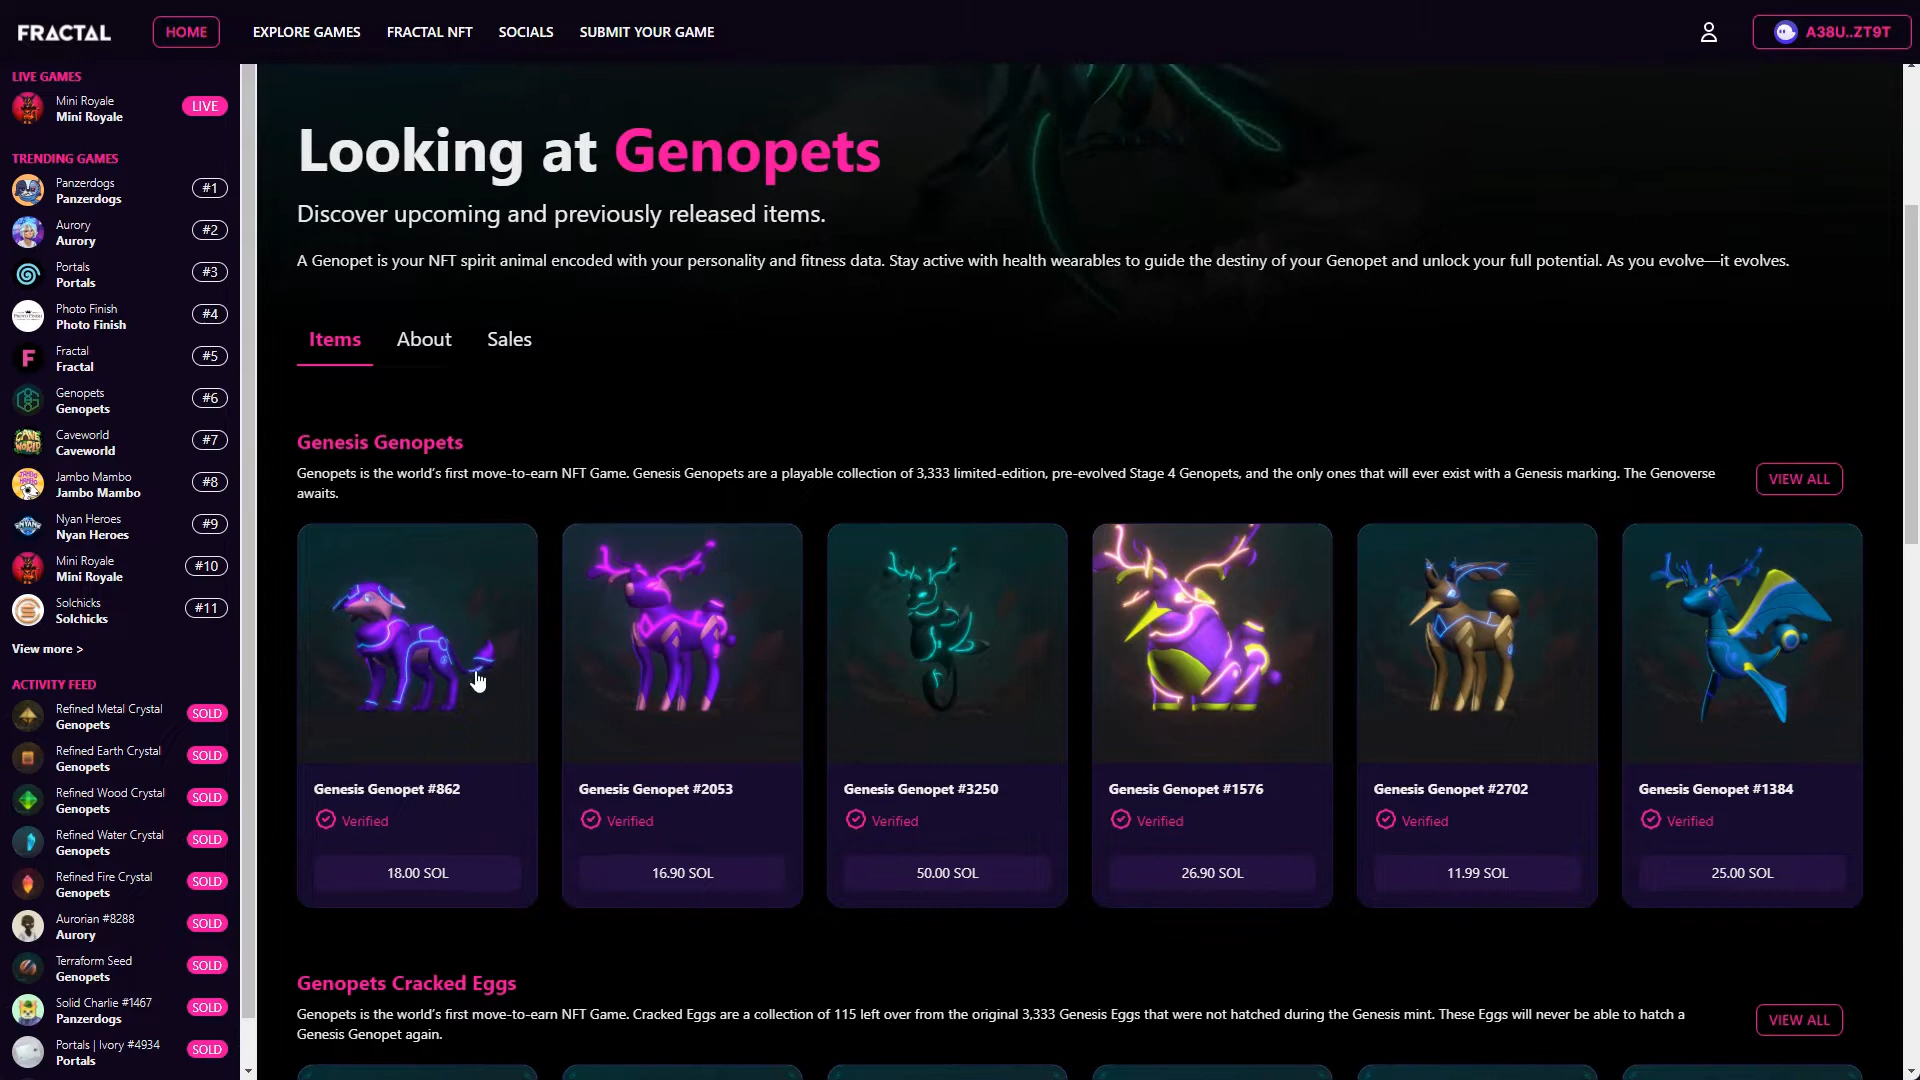 FRACTAL
HOME
EXPLORE GAMES
FRACTAL NFT
SOCIALS
SUBMIT YOUR GAME
A38U..ZT9T
LIVE GAMES
Mini Royale
Mini Royale
LIVE
TRENDING GAMES
Panzerdogs
Panzerdogs
#1
Aurory
Aurory
#2
Portals
Portals
#3
Photo Finish
Photo Finish
#4
Fractal
Fractal
#5
Genopets
Genopets
#6
Caveworld
Caveworld
#7
Jambo Mambo
Jambo Mambo
#8
Nyan Heroes
Nyan Heroes
#9
Mini Royale
Mini Royale
#10
Solchicks
Solchicks
#11
View more >
ACTIVITY FEED
Refined Metal Crystal
Genopets
SOLD
Refined Earth Crystal
Genopets
SOLD
Refined Wood Crystal
Genopets
SOLD
Refined Water Crystal
Genopets
SOLD
Refined Fire Crystal
Genopets
SOLD
Aurorian #8288
Aurory
SOLD
Terraform Seed
Genopets
SOLD
Solid Charlie #1467
Panzerdogs
SOLD
Portals | Ivory #4934
Portals
SOLD
Looking at Genopets
Discover upcoming and previously released items.
A Genopet is your NFT spirit animal encoded with your personality and fitness data. Stay active with health wearables to guide the destiny of your Genopet and unlock your full potential. As you evolve—it evolves.
Items
About
Sales
Genesis Genopets
Genopets is the world's first move-to-earn NFT Game. Genesis Genopets are a playable collection of 3,333 limited-edition, pre-evolved Stage 4 Genopets, and the only ones that will ever exist with a Genesis marking. The Genoverse
awaits.
VIEW ALL
Genesis Genopet #862
Verified
18.00 SOL
Genesis Genopet #2053
Verified
16.90 SOL
Genesis Genopet #3250
Verified
50.00 SOL
Genesis Genopet #1576
Verified
26.90 SOL
Genesis Genopet #2702
Verified
11.99 SOL
Genesis Genopet #1384
Verified
25.00 SOL
Genopets Cracked Eggs
Genopets is the world's first move-to-earn NFT Game. Cracked Eggs are a collection of 115 left over from the original 3,333 Genesis Eggs that were not hatched during the Genesis mint. These Eggs will never be able to hatch a
Genesis Genopet again.
VIEW ALL